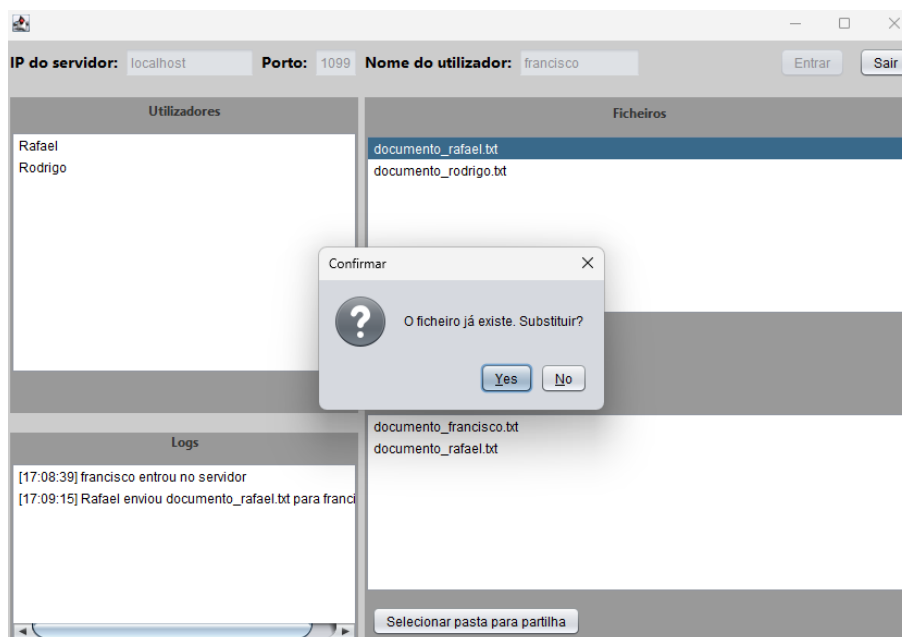 IP do servidor: localhost Porto: 1099 Nome do utilizador: francisco Entrar Sair
Utilizadores
Rafael
Rodrigo
Ficheiros
documento_rafael.txt
documento_rodrigo.txt
Confirmar
O ficheiro já existe. Substituir?
Yes No
documento_francisco.txt
documento_rafael.txt
Logs
[17:08:39] francisco entrou no servidor
[17:09:15] Rafael enviou documento_rafael.txt para franci
Selecionar pasta para partilha